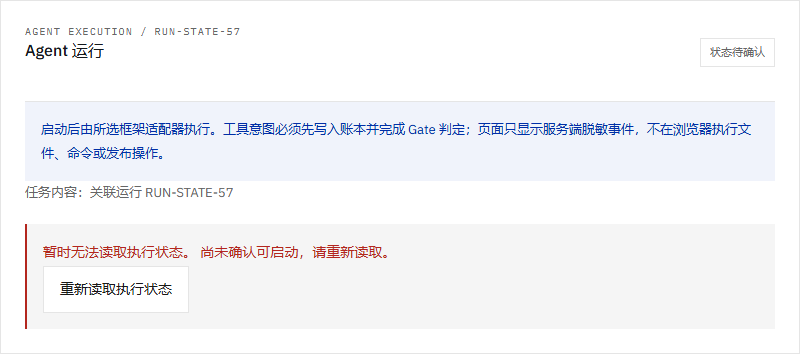 AGENT EXECUTION / RUN-STATE-57
Agent 运行
状态待确认
启动后由所选框架适配器执行。工具意图必须先写入账本并完成 Gate 判定；页面只显示服务端脱敏事件，不在浏览器执行文
件、命令或发布操作。
任务内容：关联运行 RUN-STATE-57
暂时无法读取执行状态。 尚未确认可启动，请重新读取。
重新读取执行状态